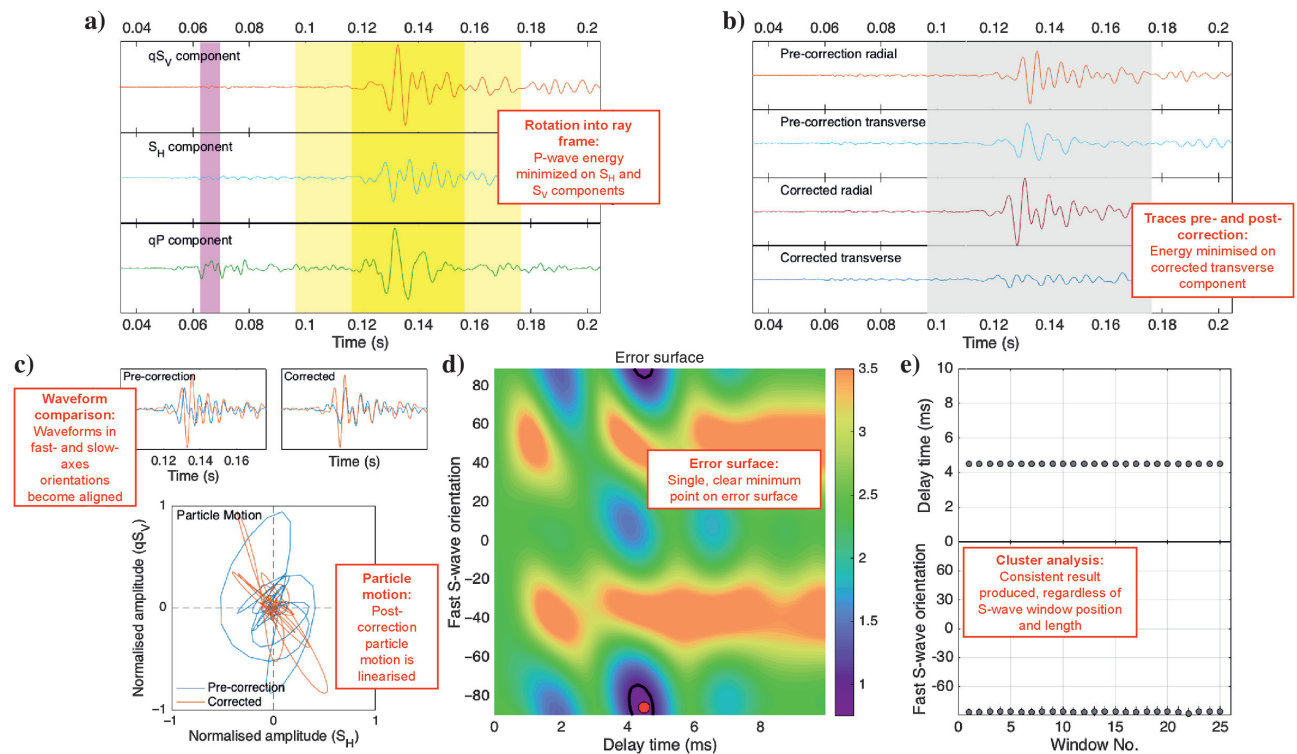 a)
0.04 0.06 0.08 0.1 0.12 0.14 0.16 0.18 0.2
qSV component
SH component
qP component
0.04 0.06 0.08 0.1 0.12 0.14 0.16 0.18 0.2
Time (s)
Rotation into ray
frame:
P-wave energy
minimized on SH and
SV components
b)
0.04 0.06 0.08 0.1 0.12 0.14 0.16 0.18 0.2
Pre-correction radial
Pre-correction transverse
Corrected radial
Corrected transverse
0.04 0.06 0.08 0.1 0.12 0.14 0.16 0.18 0.2
Time (s)
Traces pre- and post-
correction:
Energy minimised on
corrected transverse
component
c)
Waveform
comparison:
Waveforms in
fast- and slow-
axes
orientations
become aligned
Pre-correction
0.12 0.14 0.16
Time (s)
Corrected
Time (s)
Particle Motion
Normalised amplitude (qSV)
1
0
-1
Pre-correction
Corrected
-1 0 1
Normalised amplitude (SH)
Particle
motion:
Post-
correction
particle
motion is
linearised
d)
Error surface
Fast S-wave orientation
80
60
40
20
0
-20
-40
-60
-80
0 2 4 6 8
Delay time (ms)
Error surface:
Single, clear minimum
point on error surface
3.5
3
2.5
2
1.5
1
e)
Delay time (ms)
10
8
6
4
2
0
Fast S-wave orientation
60
30
0
-30
-60
0 5 10 15 20 25
Window No.
Cluster analysis:
Consistent result
produced, regardless of
S-wave window position
and length